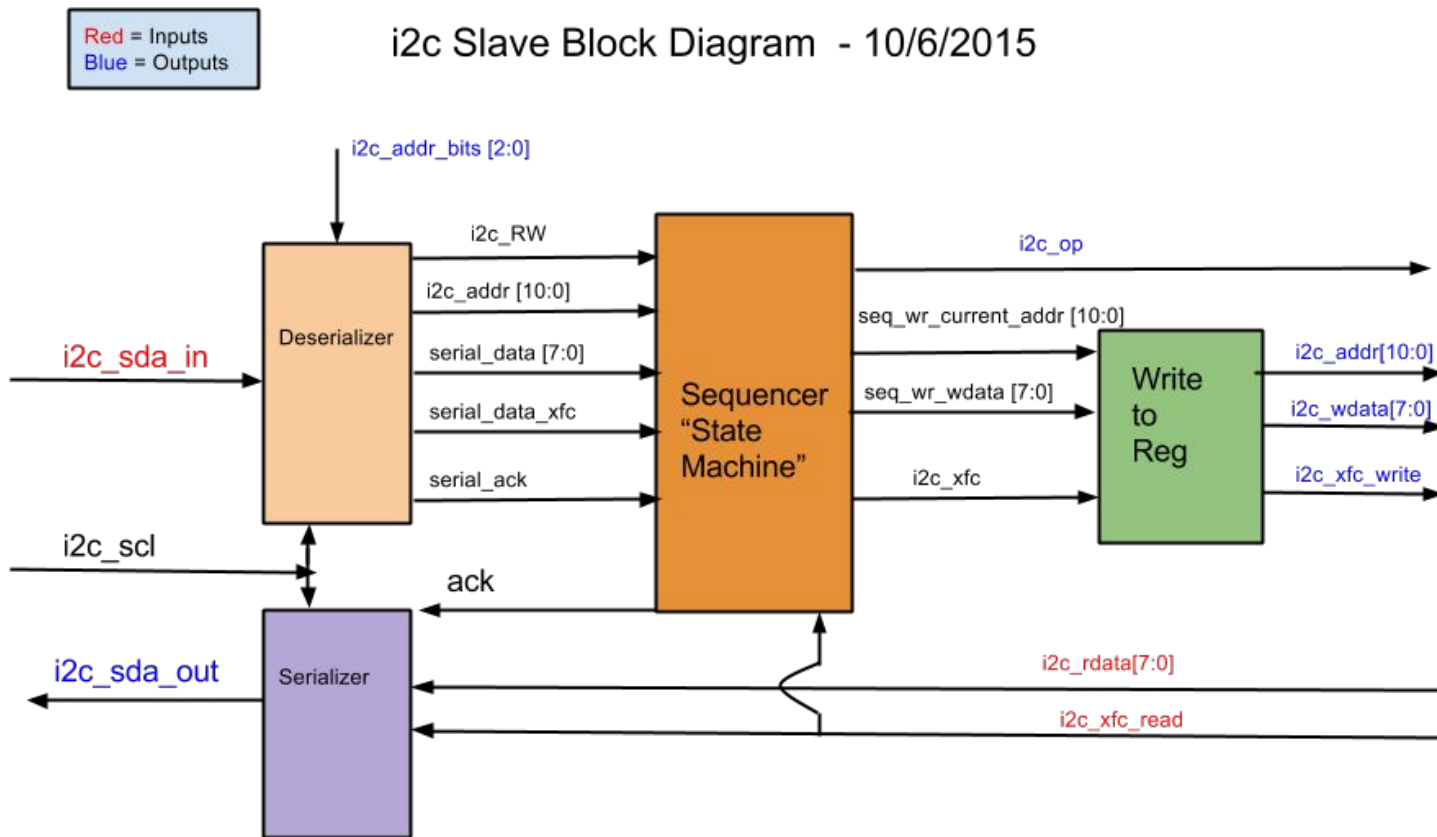 Red = Inputs
Blue = Outputs
i2c Slave Block Diagram - 10/6/2015
i2c_addr_bits [2:0]
i2c_RW
i2c_op
i2c_addr [10:0]
seq_wr_current_addr [10:0]
Deserializer
i2c_sda_in
serial_data [7:0]
i2c_addr[10:0]
Write
to
Reg
Sequencer
“State
Machine”
seq_wr_wdata [7:0]
i2c_wdata[7:0]
serial_data_xfc
serial_ack
i2c_xfc
i2c_xfc_write
i2c_scl
ack
i2c_sda_out
Serializer
i2c_rdata[7:0]
i2c_xfc_read